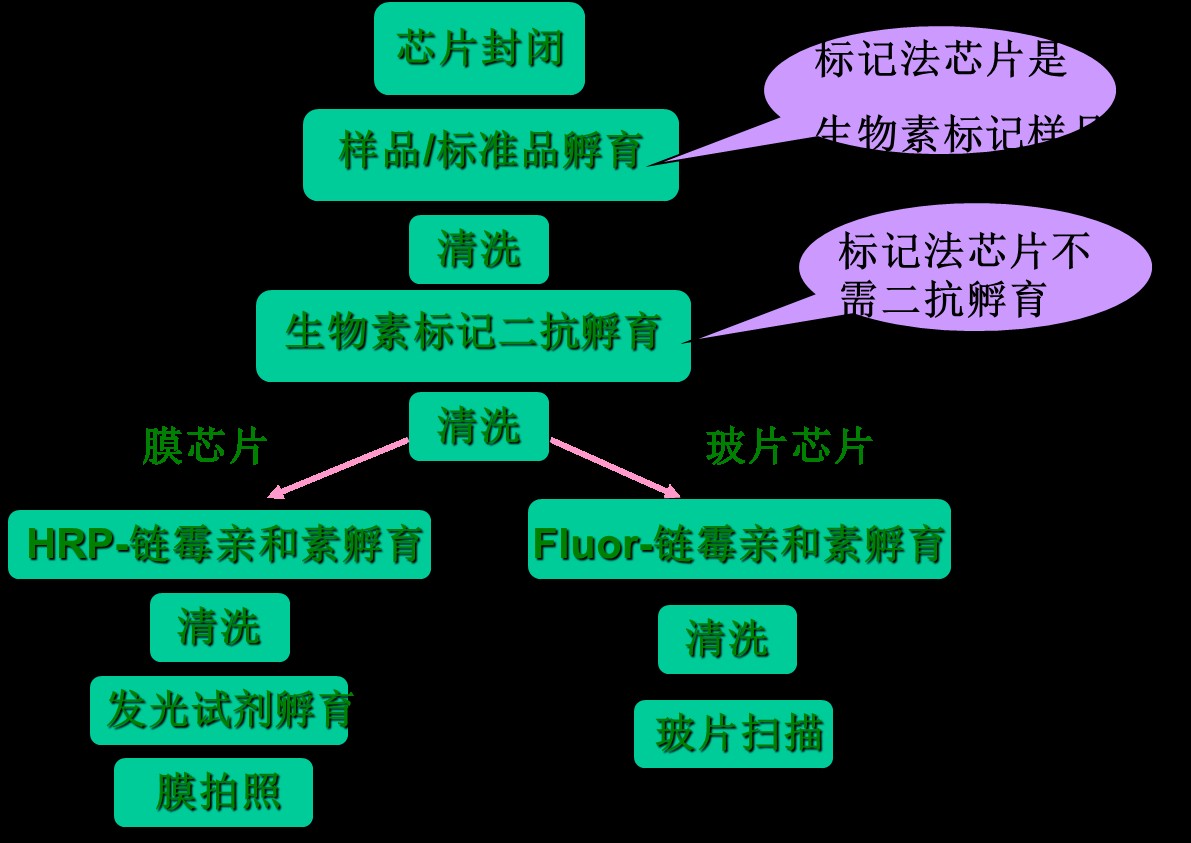 芯片封闭
标记法芯片是
生物素标记样品
样品/标准品孵育
清洗
标记法芯片不
需二抗孵育
生物素标记二抗孵育
清洗
膜芯片
玻片芯片
HRP-链霉亲和素孵育
Fluor-链霉亲和素孵育
清洗
清洗
发光试剂孵育
玻片扫描
膜拍照